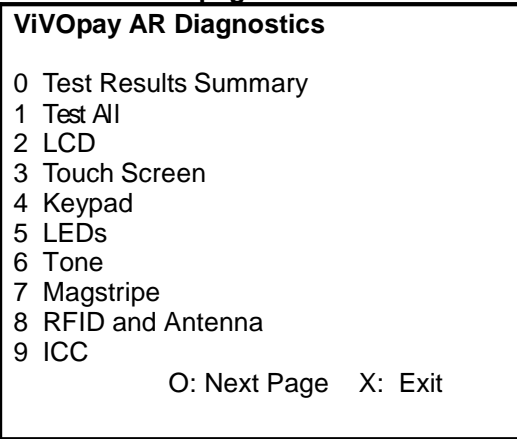 ViVOpay AR Diagnostics
0 Test Results Summary
1 Test All
2 LCD
3 Touch Screen
4 Keypad
5 LEDs
6 Tone
7 Magstripe
8 RFID and Antenna
9 ICC
O: Next Page X: Exit